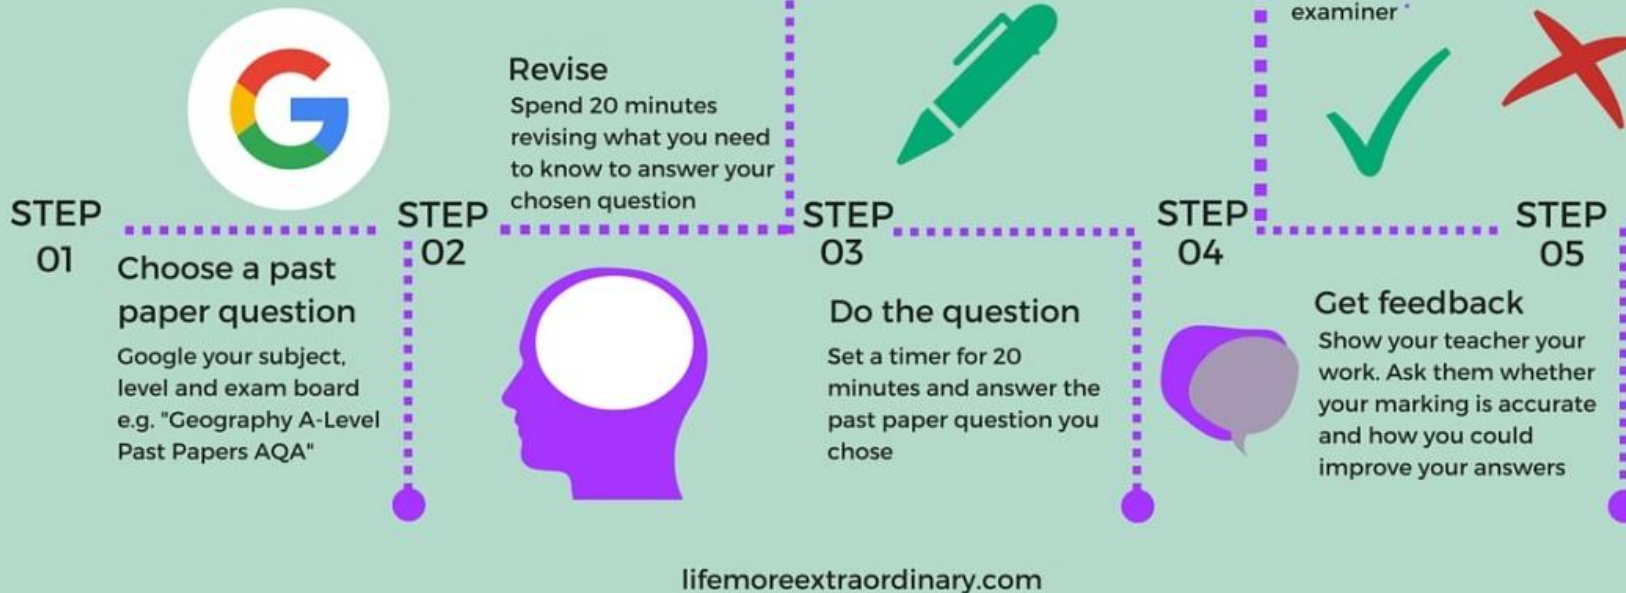 examiner
Revise
Spend 20 minutes
revising what you need
to know to answer your
chosen question
STEP
01
Choose a past
paper question
Google your subject,
level and exam board
e.g. "Geography A-Level
Past Papers AQA"
STEP
02
STEP
03
Do the question
Set a timer for 20
minutes and answer the
past paper question you
chose
STEP
04
Get feedback
Show your teacher your
work. Ask them whether
your marking is accurate
and how you could
improve your answers
STEP
05
lifemoreextraordinary.com